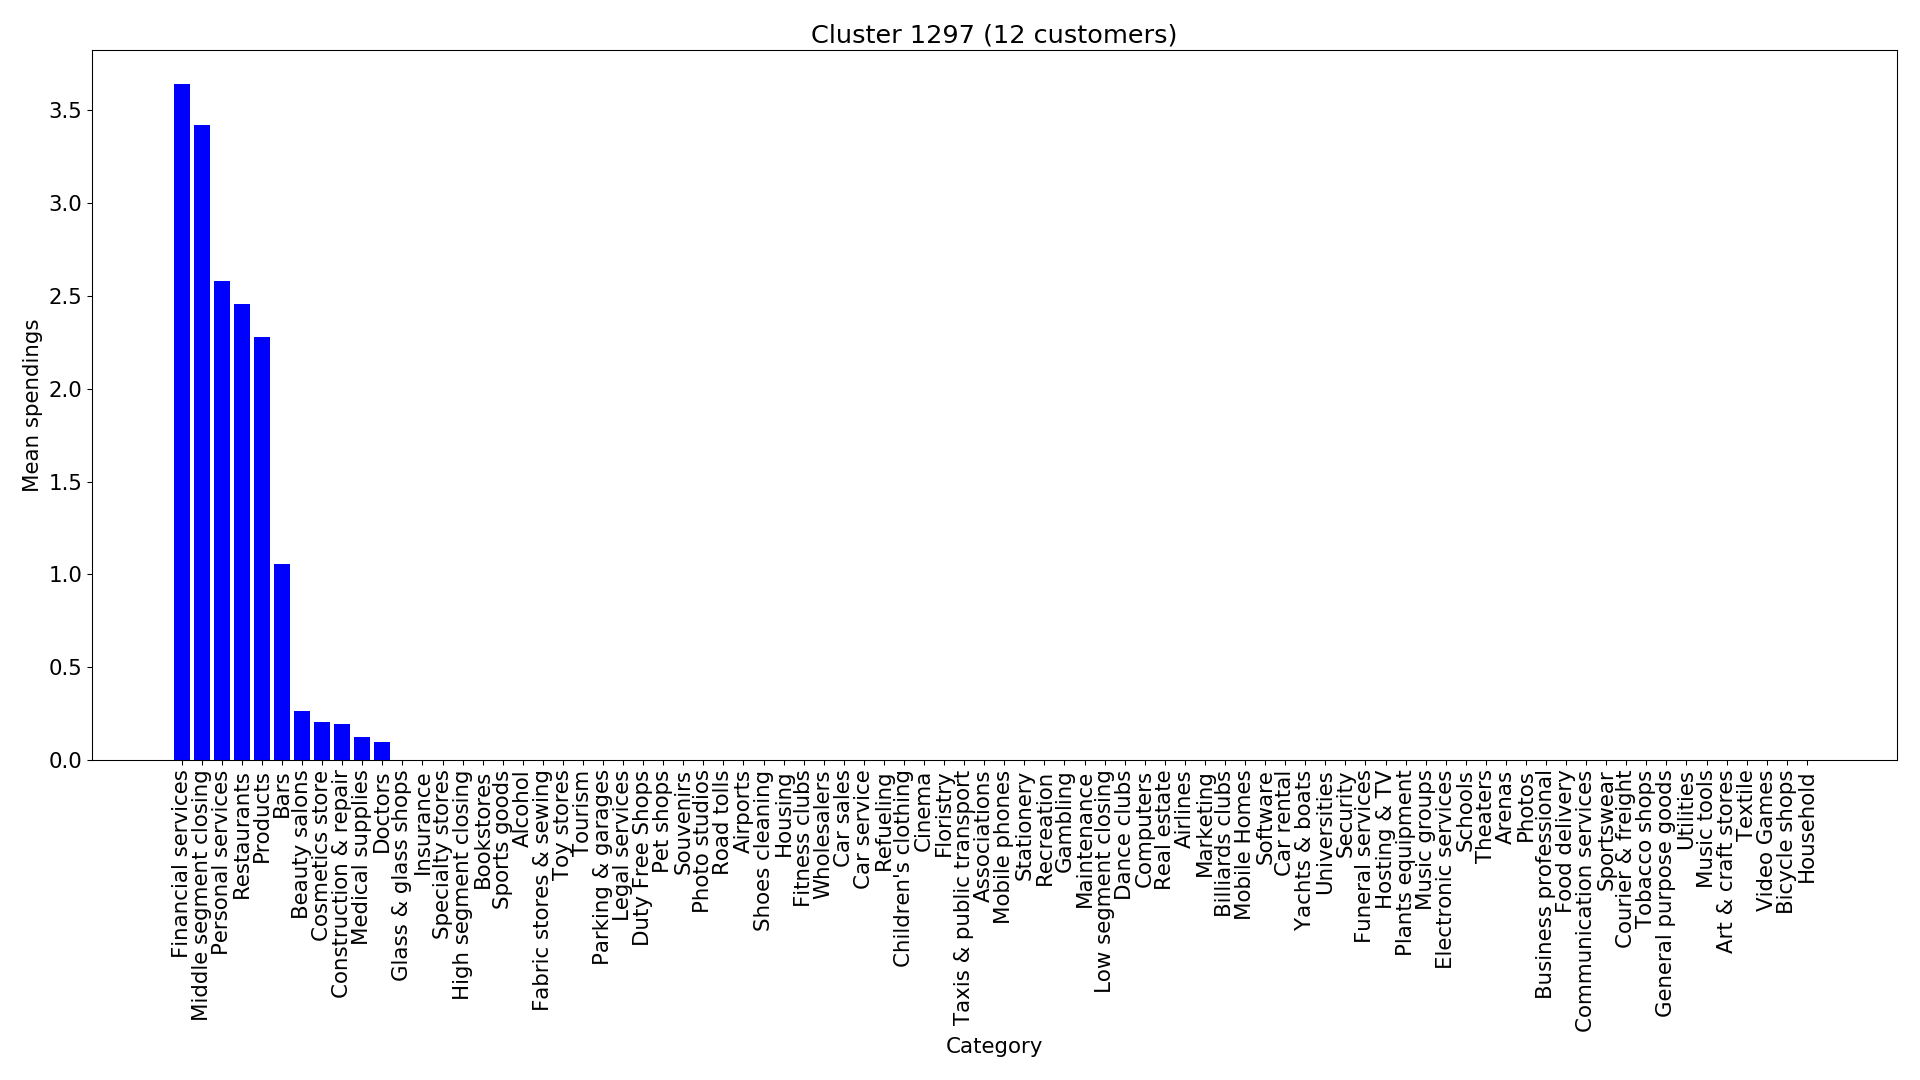 Cluster 1297 (12 customers)
Mean spendings
3.5
3.0
2.5
2.0
1.5
1.0
0.5
0.0
Financial services
Middle segment closing
Personal services
Restaurants
Products
Bars
Beauty salons
Cosmetics store
Construction & repair
Medical supplies
Doctors
Glass & glass shops
Insurance
Specialty stores
High segment closing
Bookstores
Sports goods
Alcohol
Fabric stores & sewing
Toy stores
Tourism
Parking & garages
Legal services
Duty Free Shops
Pet shops
Souvenirs
Photo studios
Road tolls
Airports
Shoes cleaning
Housing
Fitness clubs
Wholesalers
Car sales
Car service
Refueling
Children's clothing
Cinema
Floristry
Taxis & public transport
Associations
Mobile phones
Stationery
Recreation
Gambling
Maintenance
Low segment closing
Dance clubs
Computers
Real estate
Airlines
Marketing
Billiards clubs
Mobile Homes
Software
Car rental
Yachts & boats
Universities
Security
Funeral services
Hosting & TV
Plants equipment
Music groups
Electronic services
Schools
Theaters
Arenas
Photos
Business professional
Food delivery
Communication services
Sportswear
Courier & freight
Tobacco shops
General purpose goods
Utilities
Music tools
Art & craft stores
Textile
Video Games
Bicycle shops
Household
Category